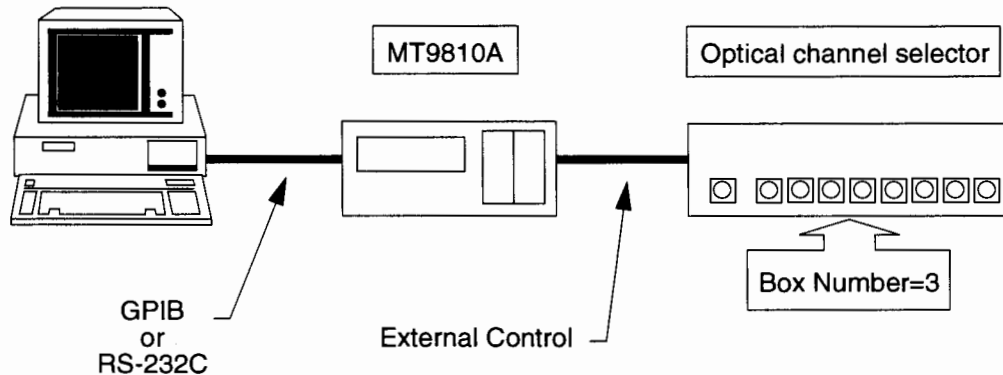 MT9810A
Optical channel selector
Box Number=3
GPIB
or
RS-232C
External Control